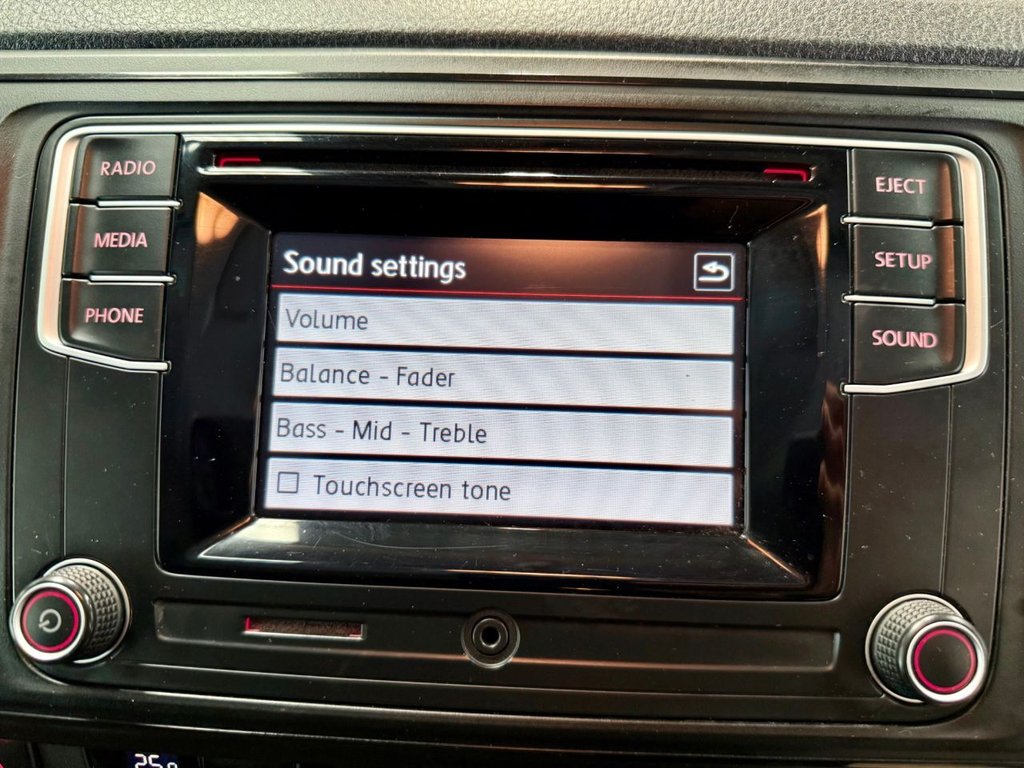 RADIO
MEDIA
PHONE
EJECT
SETUP
SOUND
Sound settings
Volume
Balance - Fader
Bass - Mid - Treble
Touchscreen tone